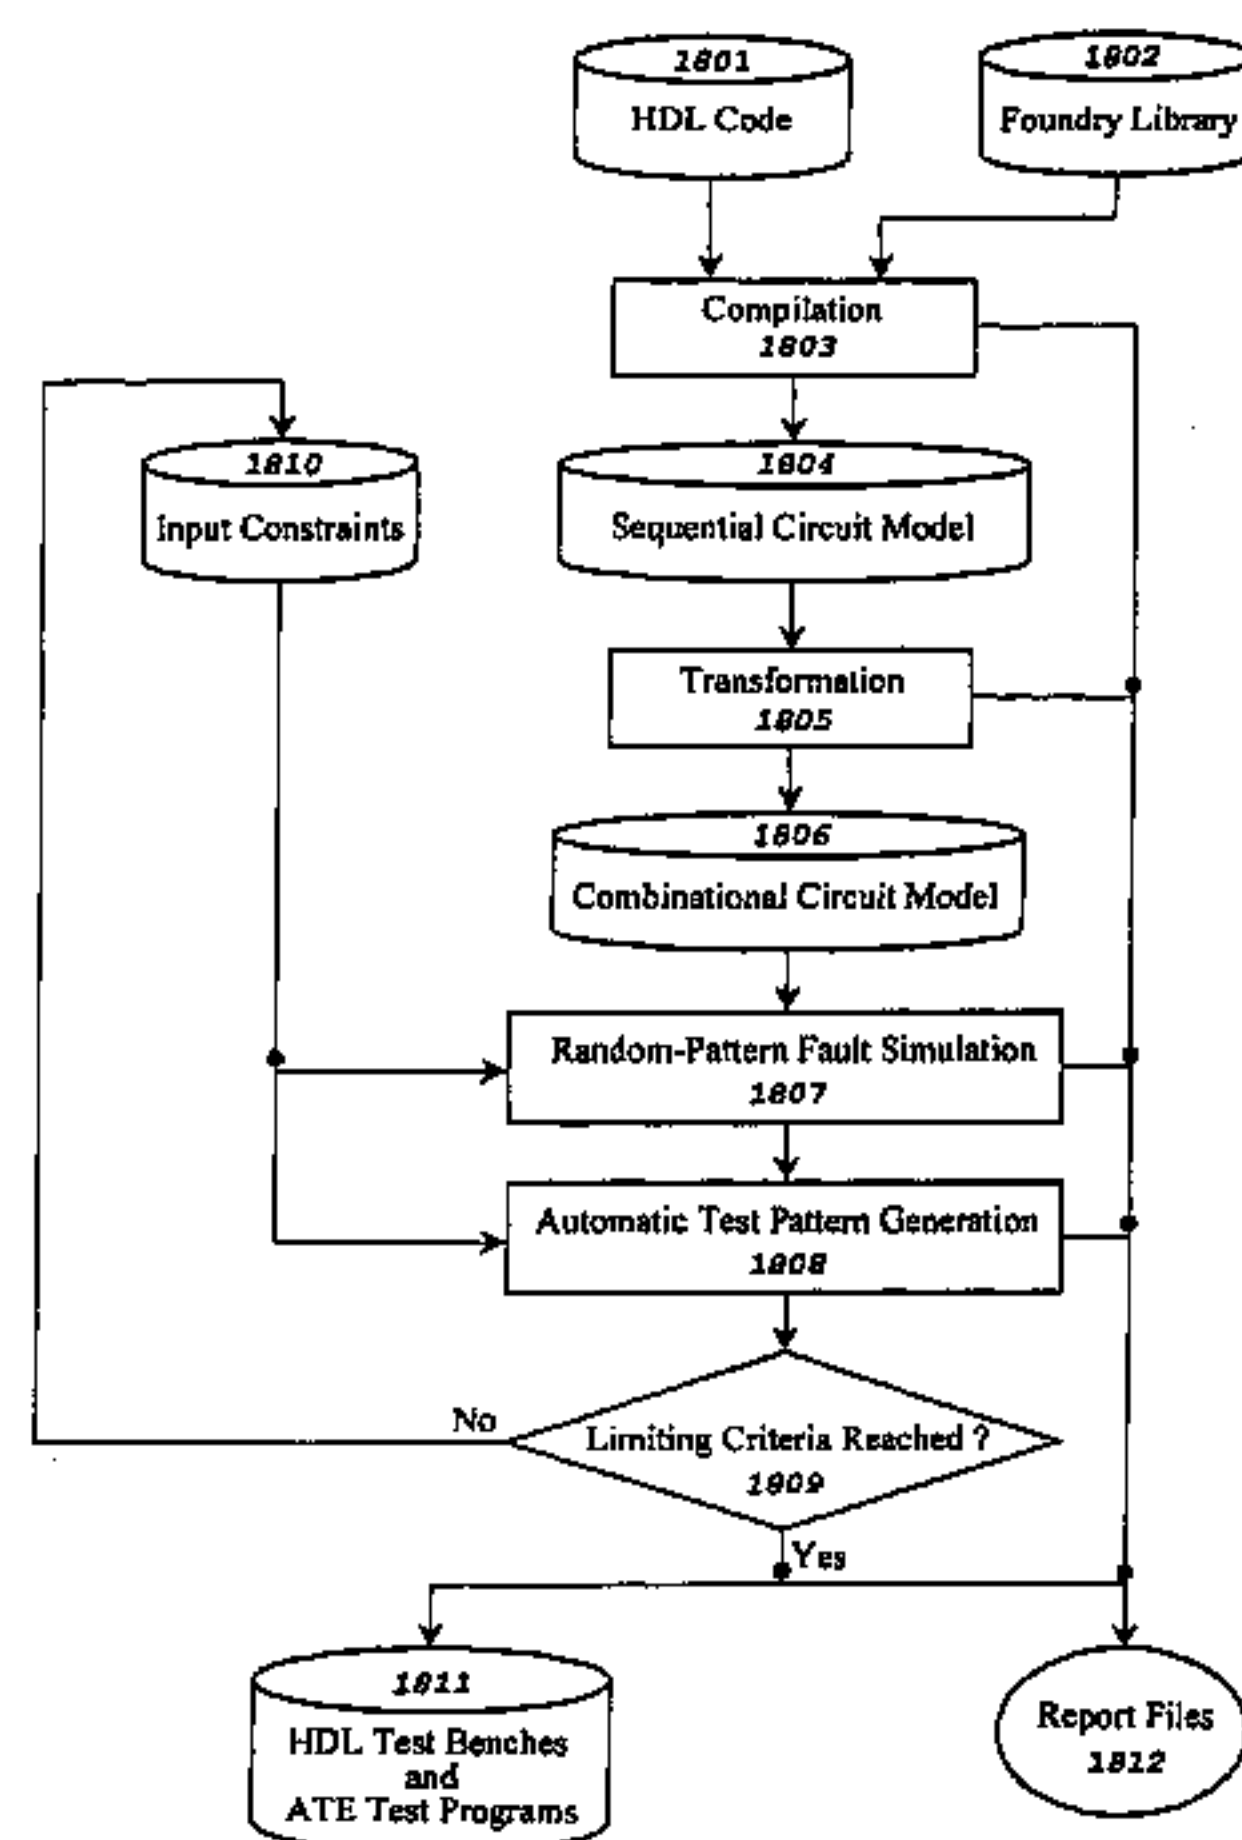 1801
HDL Code
1802
Foundry Library
Compilation
1803
1810
Input Constraints
1804
Sequential Circuit Model
Transformation
1805
1806
Combinational Circuit Model
Random-Pattern Fault Simulation
1807
Automatic Test Pattern Generation
1808
No
Limiting Criteria Reached ?
1809
Yes
1811
HDL Test Benches
and
ATE Test Programs
Report Files
1812